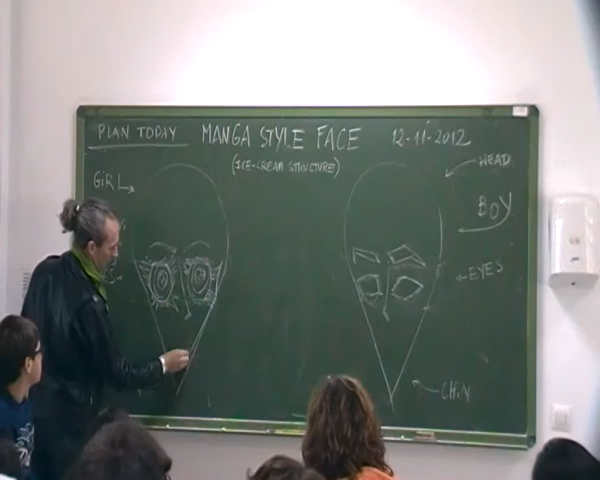 PLAN TODAY MANGA STYLE FACE 12-11-2012
(ICE-CREAM STRUCTURE)
HEAD
GIRL
BOY
EYES
CHIN